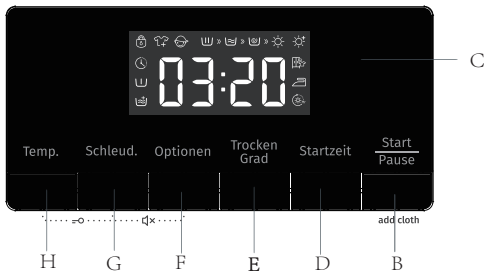 03:20
C
Temp.
Schleud.
Optionen
Trocken
Grad
Startzeit
Start
Pause
add cloth
H
G
F
E
D
B